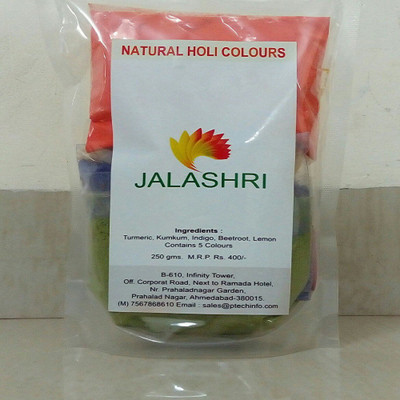 NATURAL HOLI COLOURS
JALASHRI
Ingredients :
Turmeric, Kumkum, Indigo, Beetroot, Lemon
Contains 5 Colours
250 gms. M.R.P. Rs. 400/-
B-610, Infinity Tower,
Off. Corporat Road, Next to Ramada Hotel,
Nr. Prahaladnagar Garden,
Prahalad Nagar, Ahmedabad-380015.
(M) 7567868610 Email : sales@ptechinfo.com